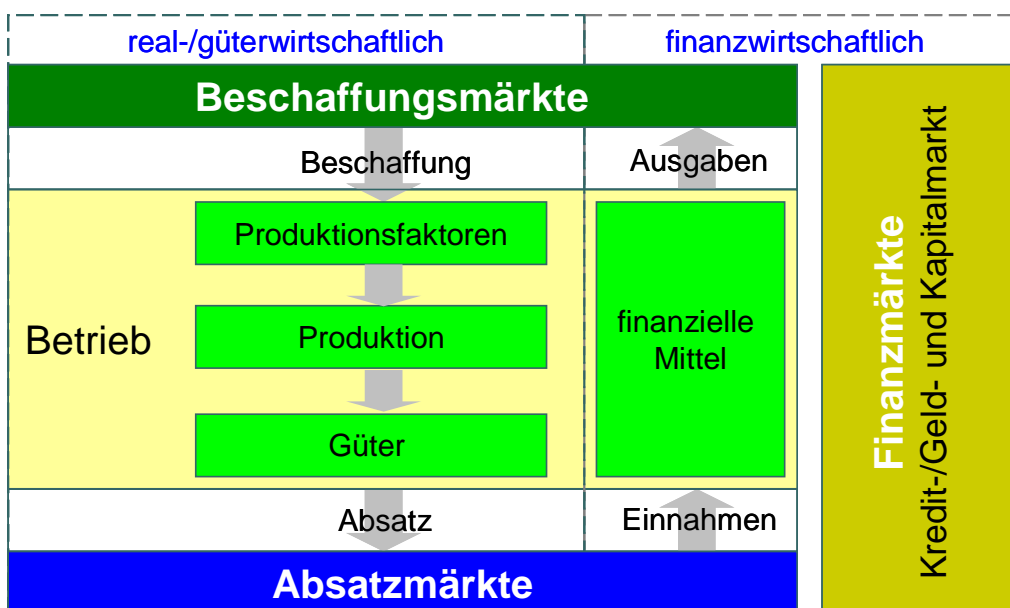 real-/güterwirtschaftlich
finanzwirtschaftlich
Beschaffungsmärkte
Beschaffung
Ausgaben
Produktionsfaktoren
Betrieb
Produktion
finanzielle
Mittel
Güter
Absatz
Einnahmen
Absatzmärkte
Finanzmärkte
Kredit-/Geld- und Kapitalmarkt